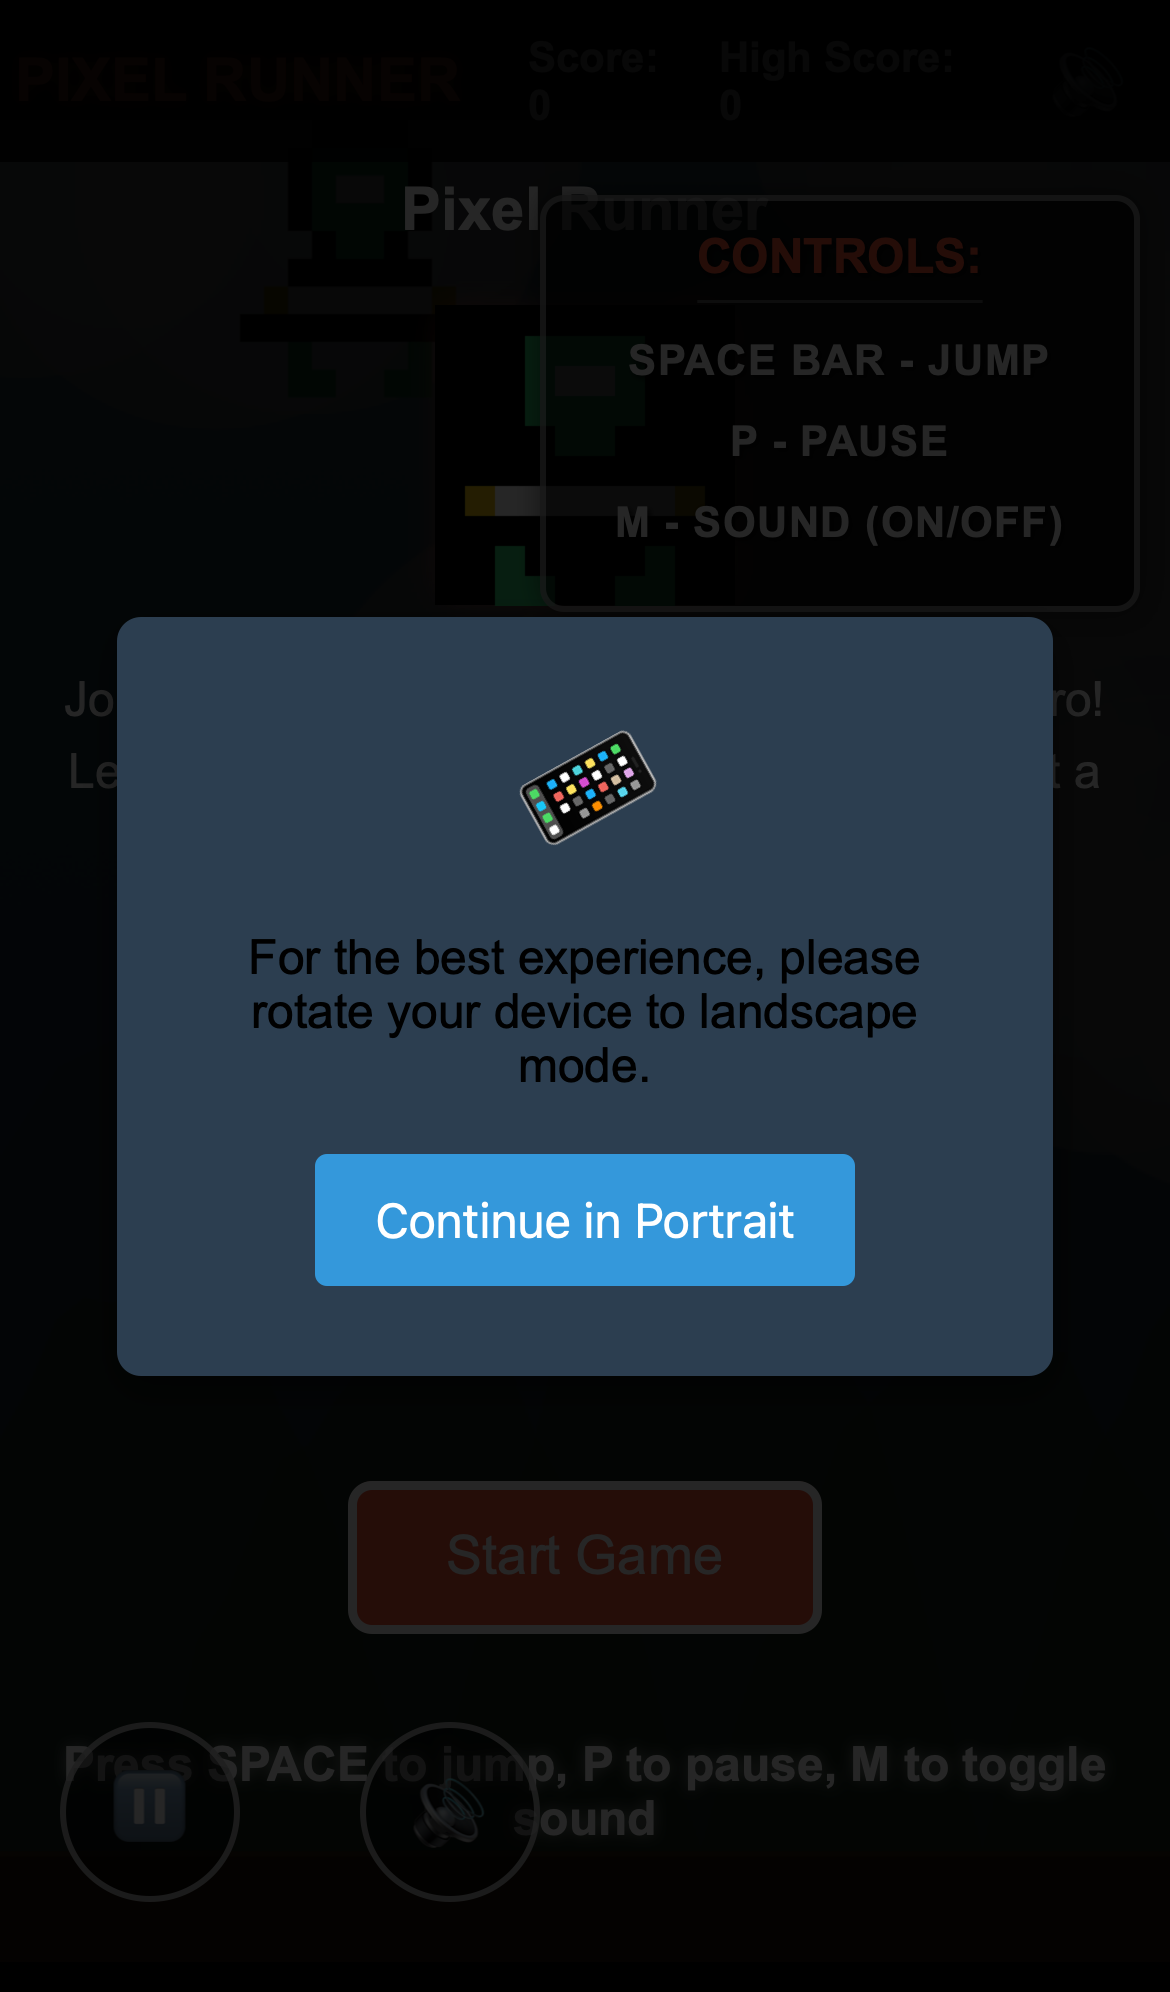 PIXEL RUNNER
Score:
0
High Score:
0
Pixel Runner
CONTROLS:
SPACE BAR - JUMP
P - PAUSE
M - SOUND (ON/OFF)
Jo ro!
Le t a
For the best experience, please
rotate your device to landscape
mode.
Continue in Portrait
Start Game
Press SPACE to jump, P to pause, M to toggle
sound